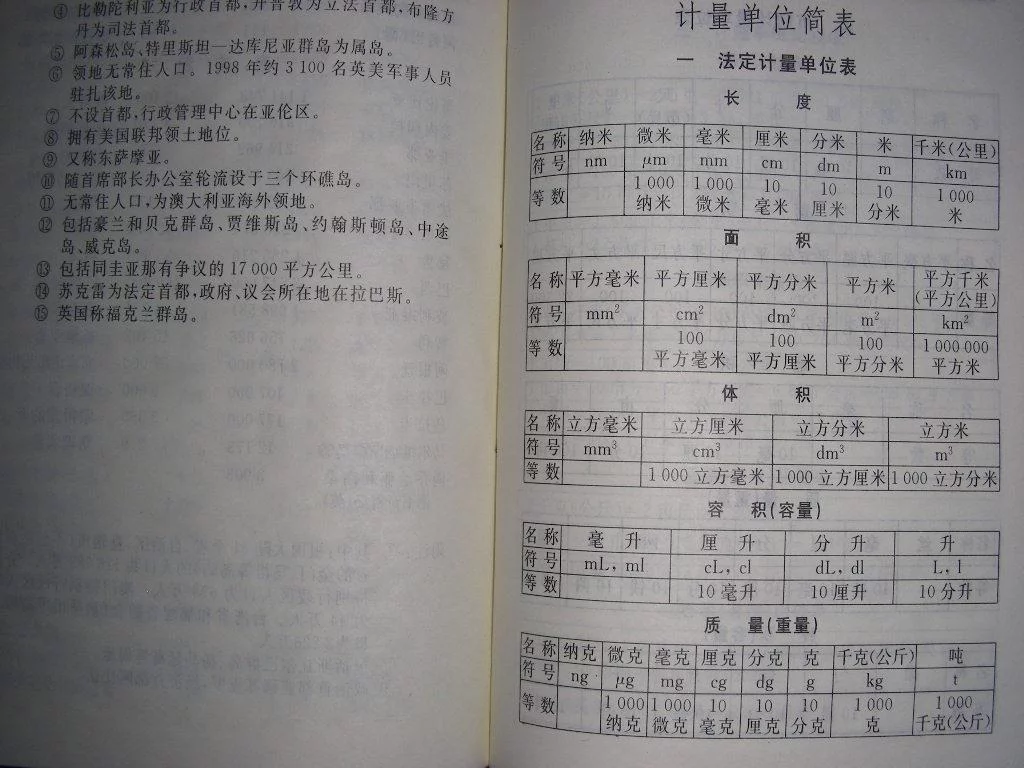 ④ 比勒陀利亚为行政首都,开普敦为立法首都,布隆方
丹为司法首都。
⑤ 阿森松岛、特里斯坦—达库尼亚群岛为属岛。
⑥ 领地无常住人口。1998年约3 100名英美军事人员
驻扎该地。
⑦ 不设首都,行政管理中心在亚伦区。
⑧ 拥有美国联邦领土地位。
⑨ 又称东萨摩亚。
⑩ 随首席部长办公室轮流设于三个环礁岛。
⑪ 无常住人口,为澳大利亚海外领地。
⑫ 包括豪兰和贝克群岛、贾维斯岛、约翰斯顿岛、中途
岛、威克岛。
⑬ 包括同圭亚那有争议的17 000平方公里。
⑭ 苏克雷为法定首都,政府、议会所在地在拉巴斯。
⑮ 英国称福克兰群岛。
计量单位简表
一 法定计量单位表
长 度
名称 纳米 微米 毫米 厘米 分米 米 千米(公里)
符号 nm μm mm cm dm m km
等数 1 000 1 000 10 10 10 1 000
纳米 微米 毫米 厘米 分米 米
面 积
名称 平方毫米 平方厘米 平方分米 平方米 平方千米
(平方公里)
符号 mm² cm² dm² m² km²
等数 100 100 100 1 000 000
平方毫米 平方厘米 平方分米 平方米
体 积
名称 立方毫米 立方厘米 立方分米 立方米
符号 mm³ cm³ dm³ m³
等数 1 000立方毫米 1 000立方厘米 1 000立方分米
容 积(容量)
名称 毫升 厘升 分升 升
符号 mL, ml cL, cl dL, dl L, l
等数 10毫升 10厘升 10分升
质 量(重量)
名称 纳克 微克 毫克 厘克 分克 克 千克(公斤) 吨
符号 ng μg mg cg dg g kg t
等数 1 000 1 000 10 10 10 1 000 1 000
纳克 微克 毫克 厘克 分克 克 千克(公斤)